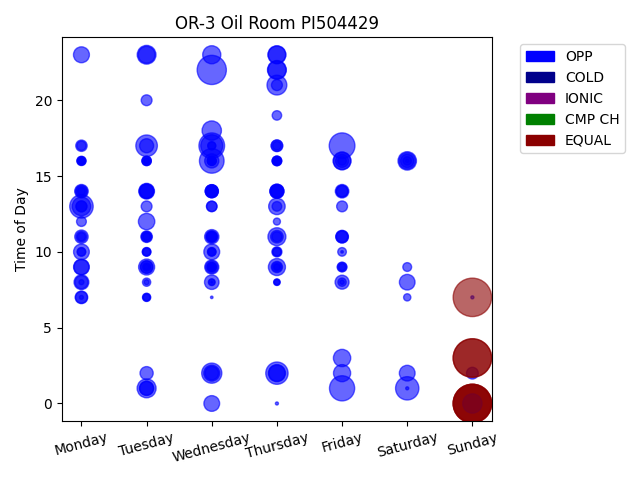 OR-3 Oil Room PI504429
OPP
COLD
IONIC
CMP CH
EQUAL
Time of Day
20
15
10
5
0
Monday
Tuesday
Wednesday
Thursday
Friday
Saturday
Sunday